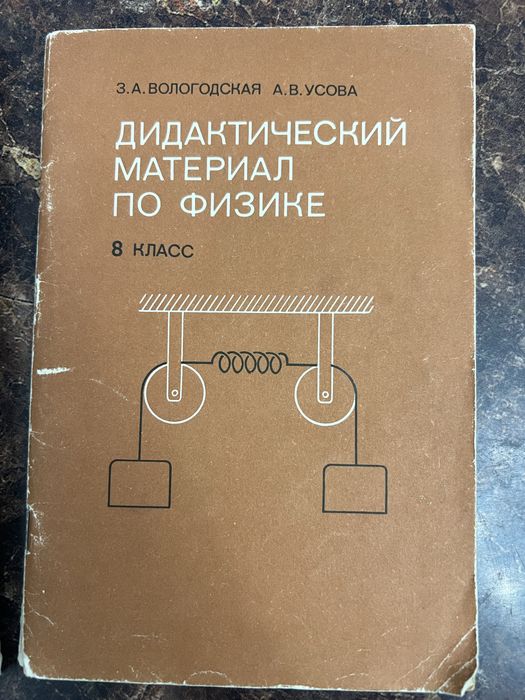 З.А.ВОЛОГОДСКАЯ А.В.УСОВА
ДИДАКТИЧЕСКИЙ
МАТЕРИАЛ
ПО ФИЗИКЕ
8 КЛАСС